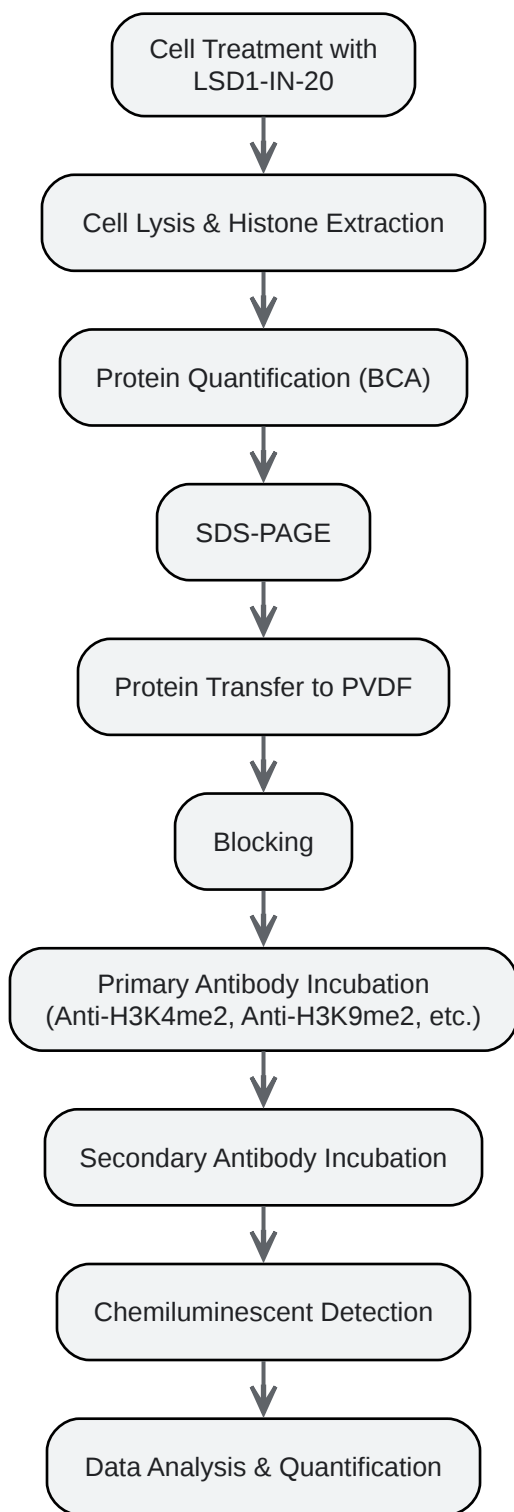 Cell Treatment with
LSD1-IN-20
Cell Lysis & Histone Extraction
Protein Quantification (BCA)
SDS-PAGE
Protein Transfer to PVDF
Blocking
Primary Antibody Incubation
(Anti-H3K4me2, Anti-H3K9me2, etc.)
Secondary Antibody Incubation
Chemiluminescent Detection
Data Analysis & Quantification